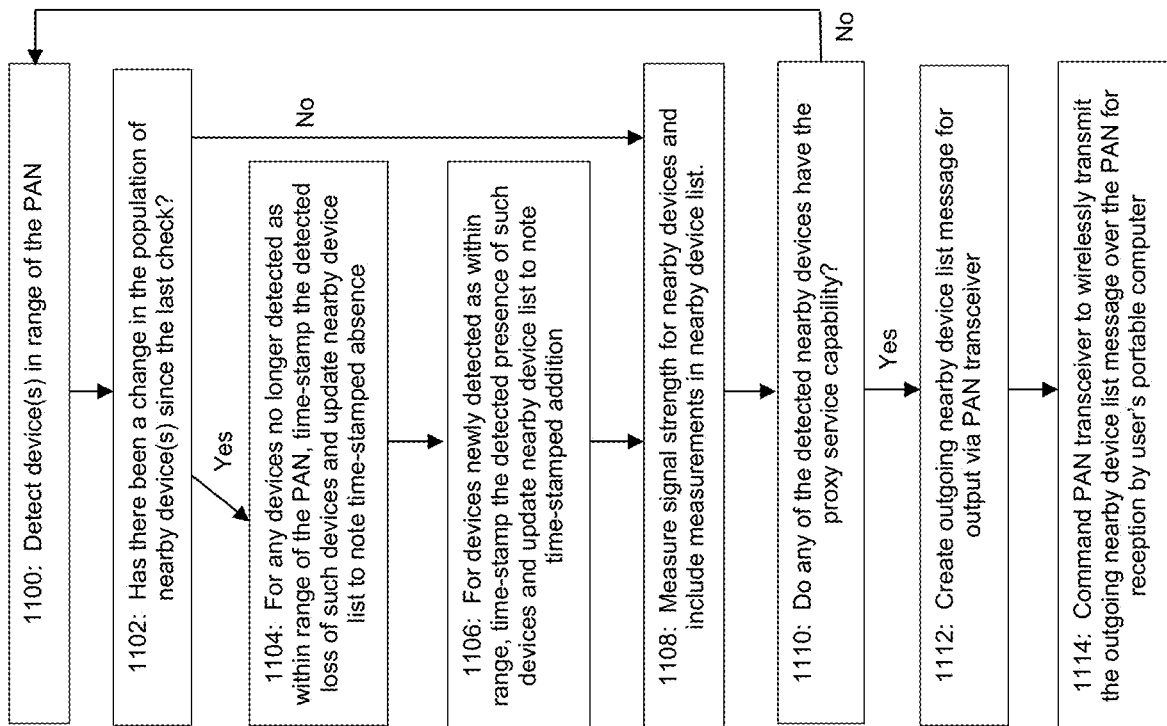 1100: Detect device(s) in range of the PAN
1102: Has there been a change in the population of
nearby device(s) since the last check?
Yes
No
1104: For any devices no longer detected as
within range of the PAN, time-stamp the detected
loss of such devices and update nearby device
list to note time-stamped absence
1106: For devices newly detected as within
range, time-stamp the detected presence of such
devices and update nearby device list to note
time-stamped addition
1108: Measure signal strength for nearby devices and
include measurements in nearby device list.
1110: Do any of the detected nearby devices have the
proxy service capability?
No
Yes
1112: Create outgoing nearby device list message for
output via PAN transceiver
1114: Command PAN transceiver to wirelessly transmit
the outgoing nearby device list message over the PAN for
reception by user's portable computer